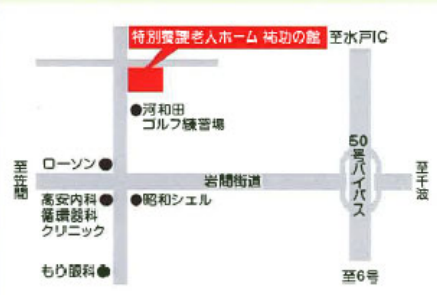 特別養護老人ホーム 祐功の館
至水戸IC
●河和田
ゴルフ練習場
50号バイパス
至笠間
ローソン●
岩間街道
至千波
高安内科●
循環器科
クリニック
●昭和シェル
もり眼科●
至6号